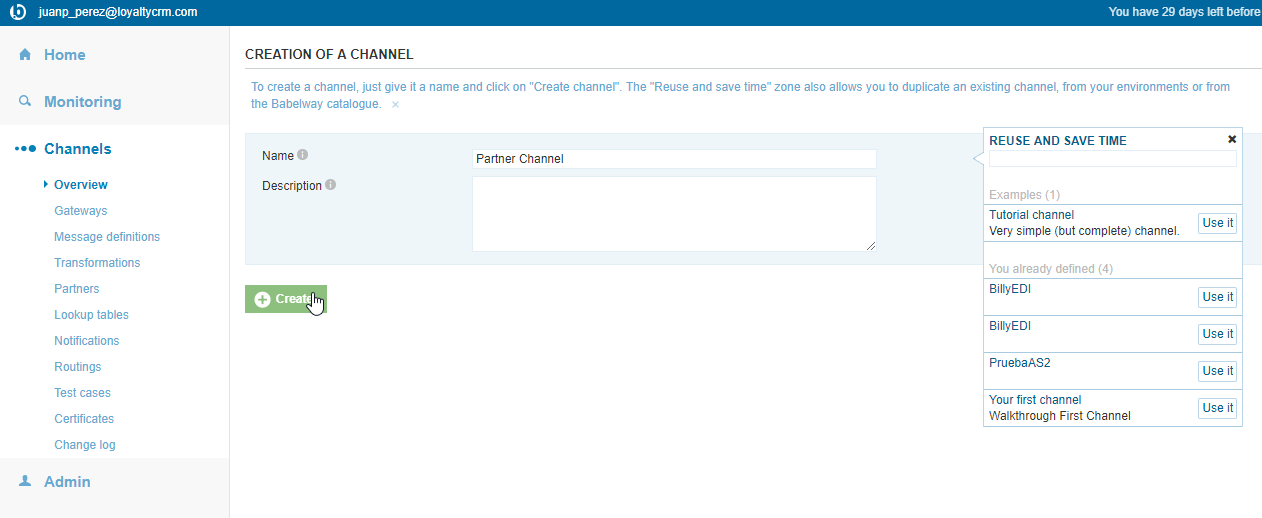 juanp_perez@loyaltycrm.com
You have 29 days left before
Home
Monitoring
Channels
Overview
Gateways
Message definitions
Transformations
Partners
Lookup tables
Notifications
Routings
Test cases
Certificates
Change log
Admin
CREATION OF A CHANNEL
To create a channel, just give it a name and click on "Create channel". The "Reuse and save time" zone also allows you to duplicate an existing channel, from your environments or from
the Babelway catalogue. ×
Name
Partner Channel
Description
Create
REUSE AND SAVE TIME
Examples (1)
Tutorial channel
Very simple (but complete) channel.
Use it
You already defined (4)
BillyEDI
Use it
BillyEDI
Use it
PruebaAS2
Use it
Your first channel
Walkthrough First Channel
Use it